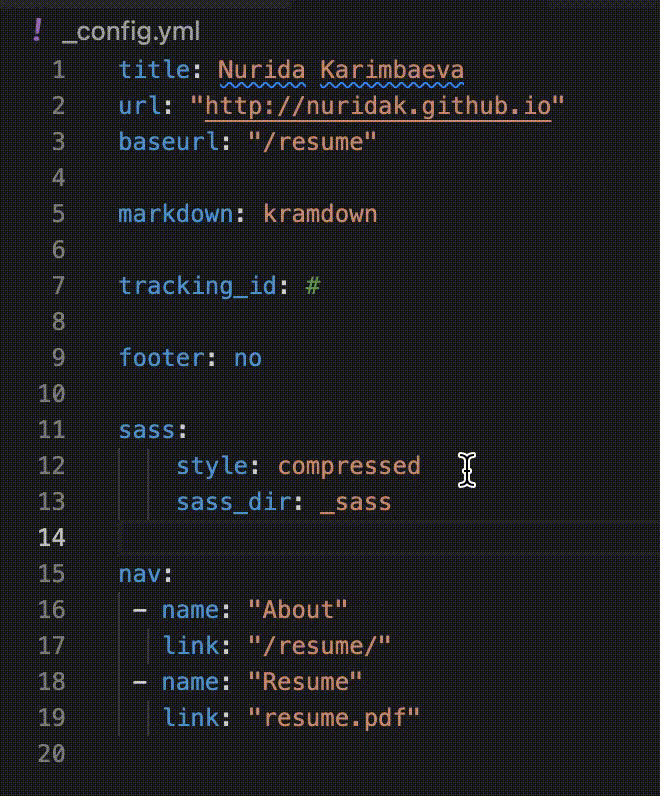 ! _config.yml
1 title: Nurida Karimbaeva
2 url: "http://nuridak.github.io"
3 baseurl: "/resume"
4
5 markdown: kramdown
6
7 tracking_id: #
8
9 footer: no
10
11 sass:
12 style: compressed
13 sass_dir: _sass
14
15 nav:
16 - name: "About"
17 link: "/resume/"
18 - name: "Resume"
19 link: "resume.pdf"
20